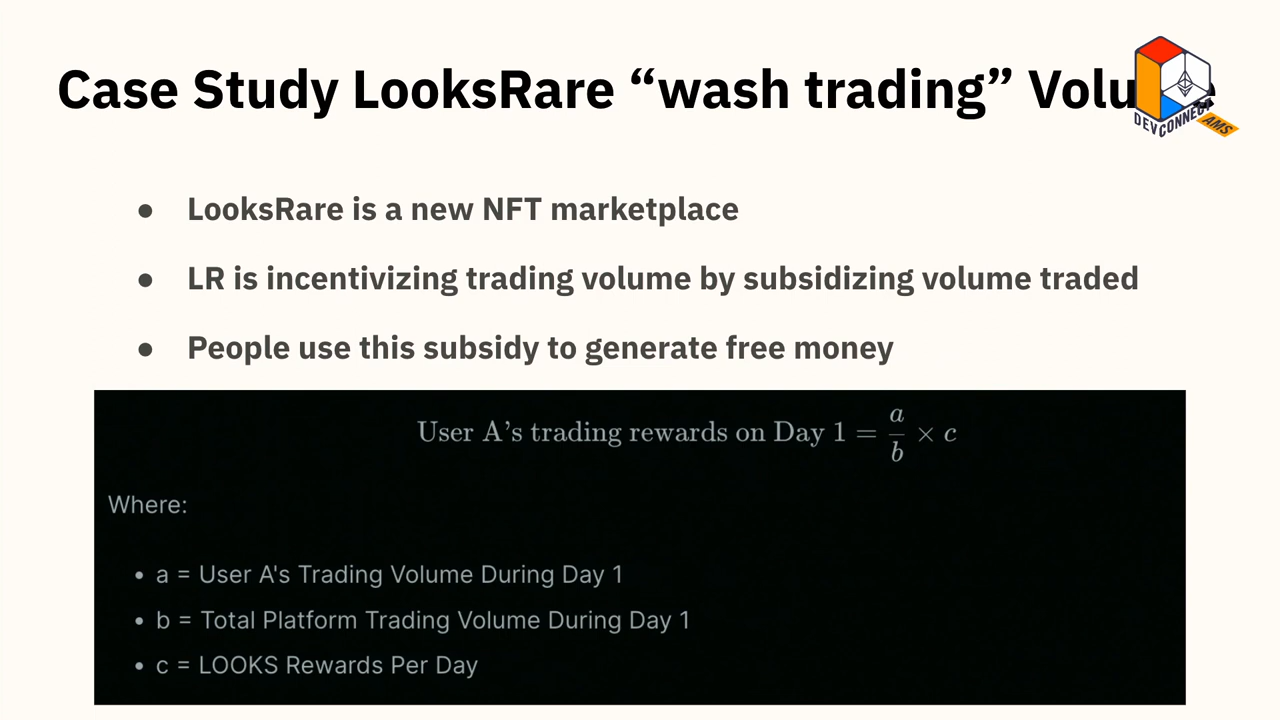 Case Study LooksRare “wash trading” Volu
DEVCONNECT
AMS
● LooksRare is a new NFT marketplace
● LR is incentivizing trading volume by subsidizing volume traded
● People use this subsidy to generate free money
User A’s trading rewards on Day 1 = a/b × c
Where:
• a = User A's Trading Volume During Day 1
• b = Total Platform Trading Volume During Day 1
• c = LOOKS Rewards Per Day